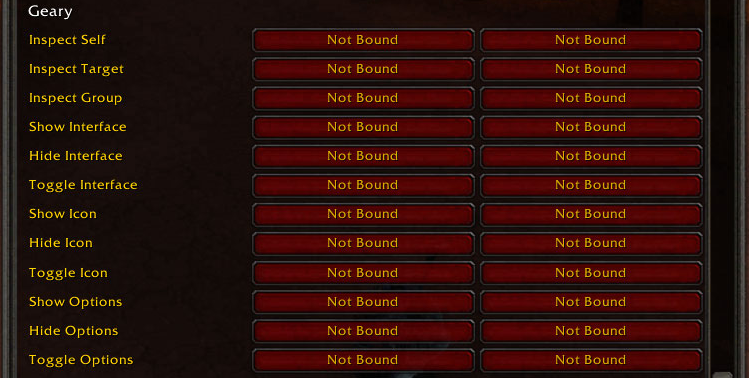 Geary
Inspect Self Not Bound Not Bound
Inspect Target Not Bound Not Bound
Inspect Group Not Bound Not Bound
Show Interface Not Bound Not Bound
Hide Interface Not Bound Not Bound
Toggle Interface Not Bound Not Bound
Show Icon Not Bound Not Bound
Hide Icon Not Bound Not Bound
Toggle Icon Not Bound Not Bound
Show Options Not Bound Not Bound
Hide Options Not Bound Not Bound
Toggle Options Not Bound Not Bound